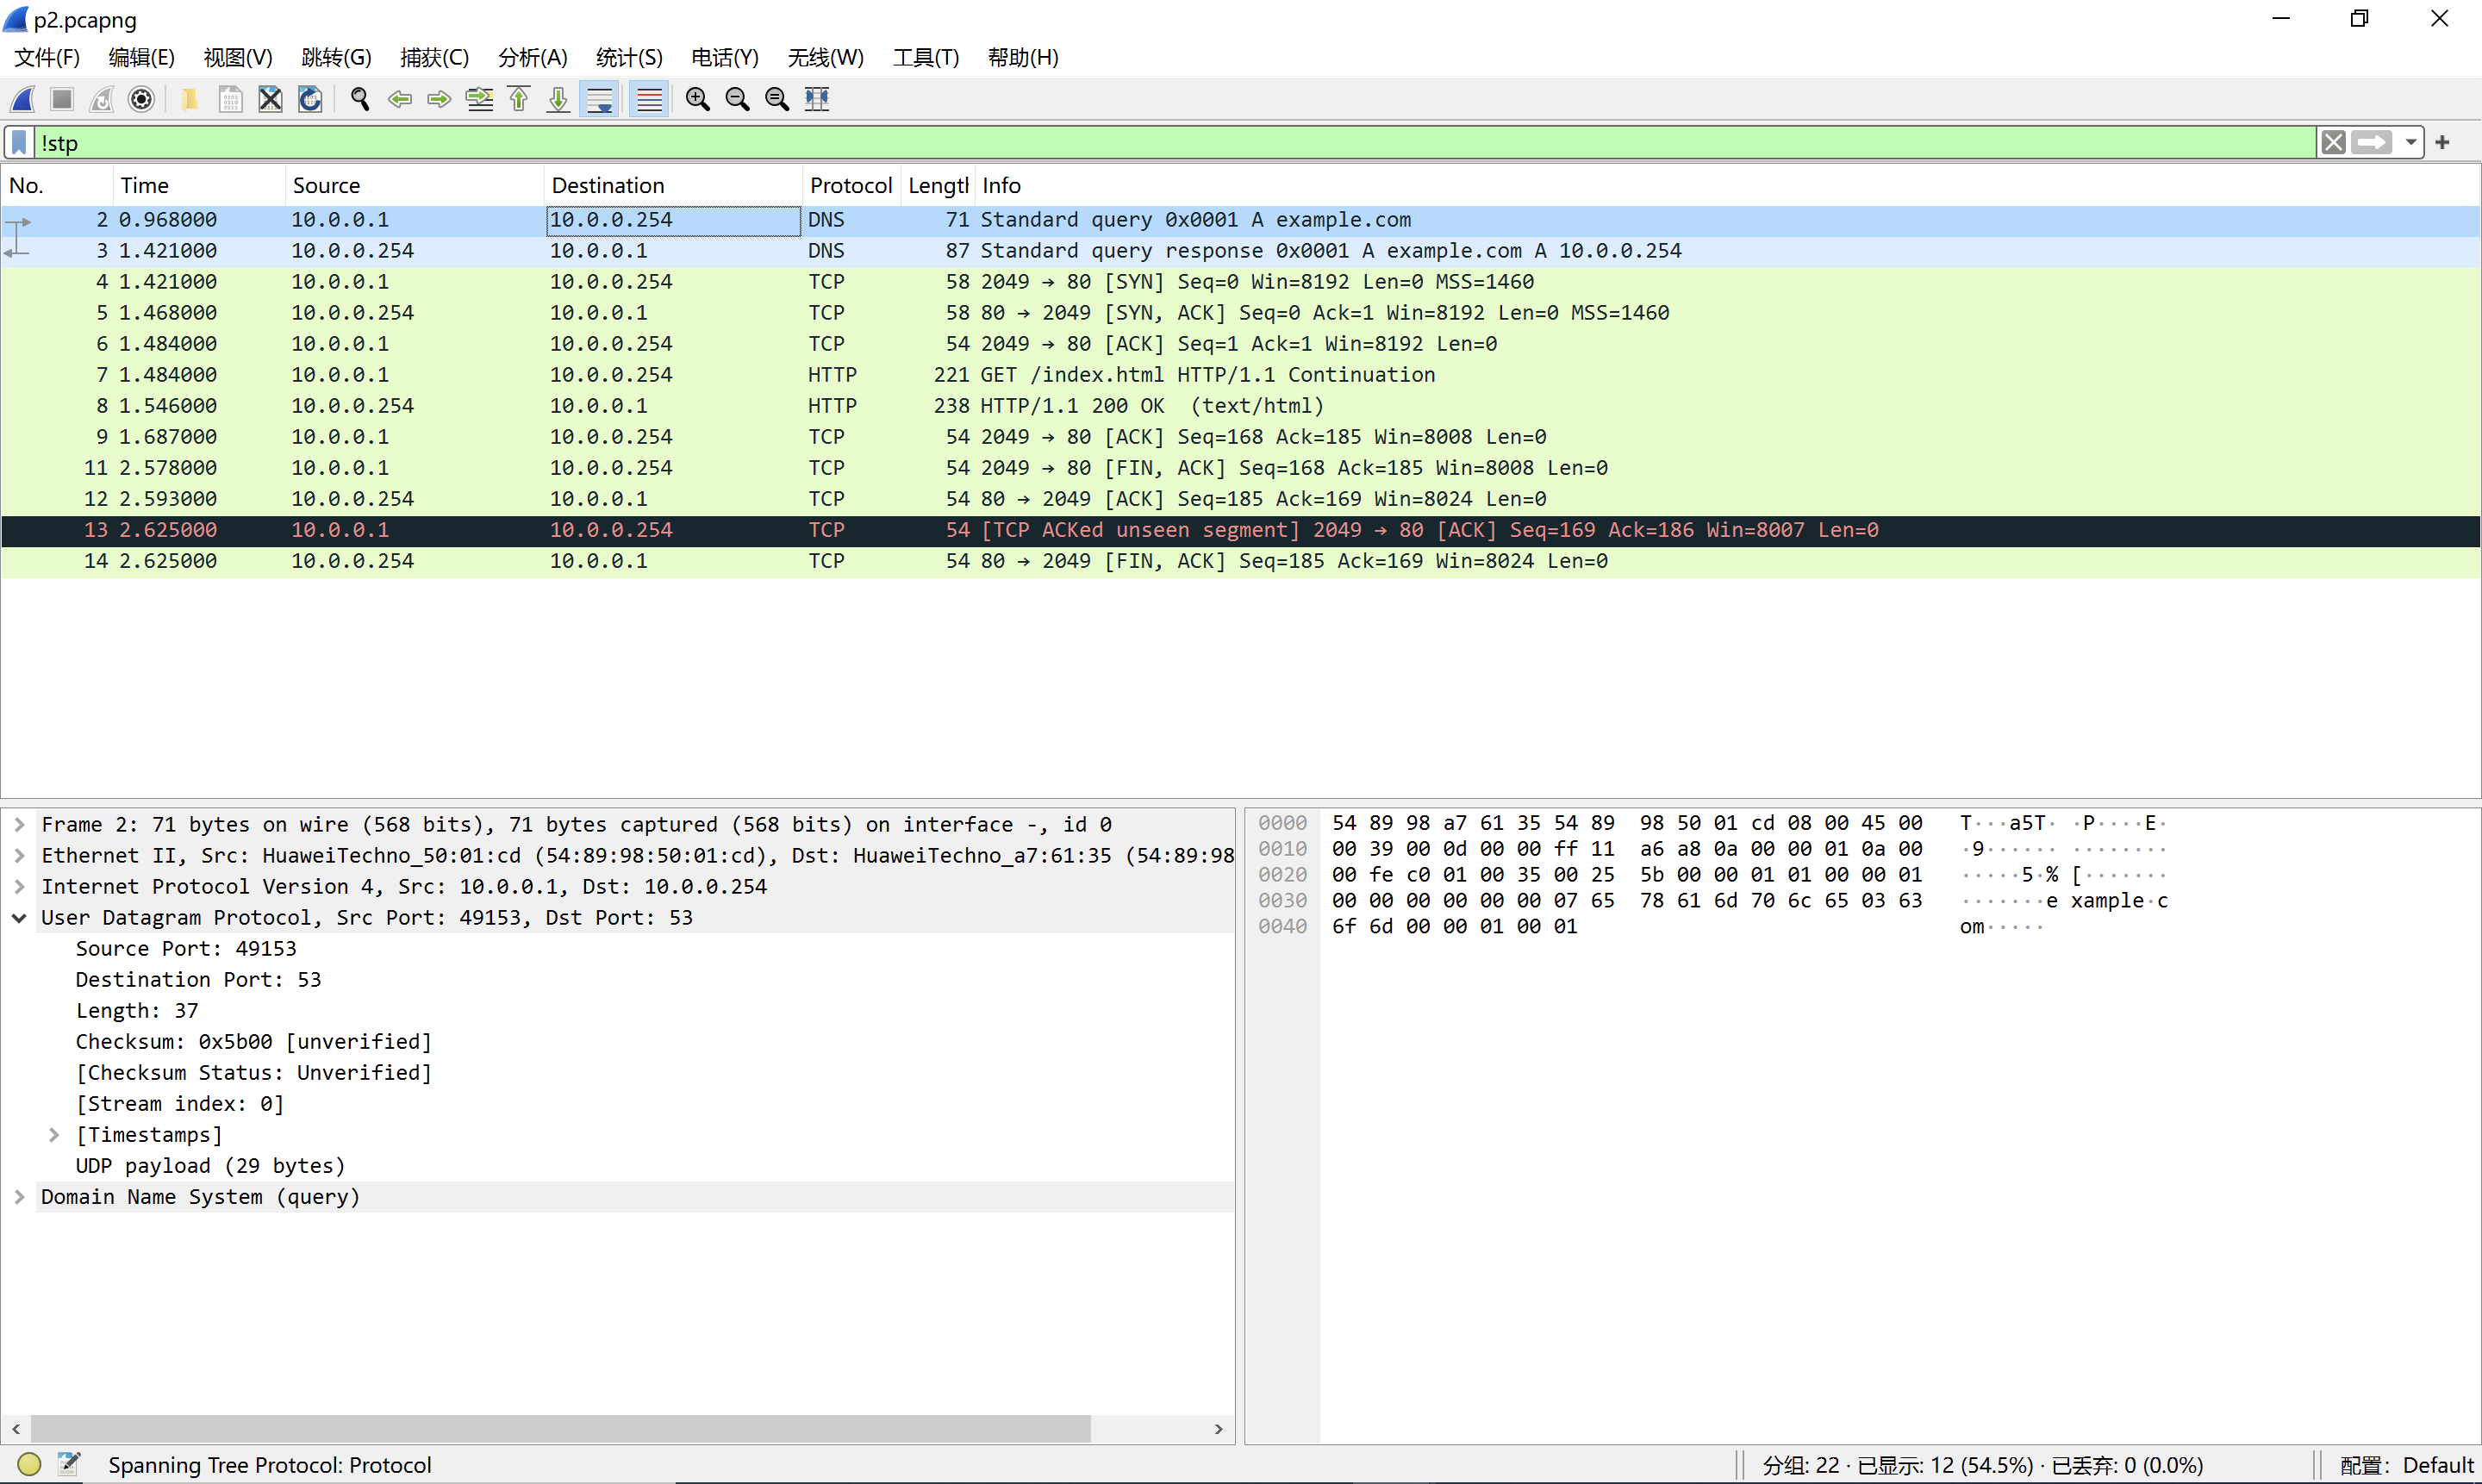 p2.pcapng
文件(F) 编辑(E) 视图(V) 跳转(G) 捕获(C) 分析(A) 统计(S) 电话(Y) 无线(W) 工具(T) 帮助(H)
!stp
No. Time Source Destination Protocol Length Info
2 0.968000 10.0.0.1 10.0.0.254 DNS 71 Standard query 0x0001 A example.com
3 1.421000 10.0.0.254 10.0.0.1 DNS 87 Standard query response 0x0001 A example.com A 10.0.0.254
4 1.421000 10.0.0.1 10.0.0.254 TCP 58 2049 → 80 [SYN] Seq=0 Win=8192 Len=0 MSS=1460
5 1.468000 10.0.0.254 10.0.0.1 TCP 58 80 → 2049 [SYN, ACK] Seq=0 Ack=1 Win=8192 Len=0 MSS=1460
6 1.484000 10.0.0.1 10.0.0.254 TCP 54 2049 → 80 [ACK] Seq=1 Ack=1 Win=8192 Len=0
7 1.484000 10.0.0.1 10.0.0.254 HTTP 221 GET /index.html HTTP/1.1 Continuation
8 1.546000 10.0.0.254 10.0.0.1 HTTP 238 HTTP/1.1 200 OK (text/html)
9 1.687000 10.0.0.1 10.0.0.254 TCP 54 2049 → 80 [ACK] Seq=168 Ack=185 Win=8008 Len=0
11 2.578000 10.0.0.1 10.0.0.254 TCP 54 2049 → 80 [FIN, ACK] Seq=168 Ack=185 Win=8008 Len=0
12 2.593000 10.0.0.254 10.0.0.1 TCP 54 80 → 2049 [ACK] Seq=185 Ack=169 Win=8024 Len=0
13 2.625000 10.0.0.1 10.0.0.254 TCP 54 [TCP ACKed unseen segment] 2049 → 80 [ACK] Seq=169 Ack=186 Win=8007 Len=0
14 2.625000 10.0.0.254 10.0.0.1 TCP 54 80 → 2049 [FIN, ACK] Seq=185 Ack=169 Win=8024 Len=0
Frame 2: 71 bytes on wire (568 bits), 71 bytes captured (568 bits) on interface -, id 0
Ethernet II, Src: HuaweiTechno_50:01:cd (54:89:98:50:01:cd), Dst: HuaweiTechno_a7:61:35 (54:89:98
Internet Protocol Version 4, Src: 10.0.0.1, Dst: 10.0.0.254
User Datagram Protocol, Src Port: 49153, Dst Port: 53
Source Port: 49153
Destination Port: 53
Length: 37
Checksum: 0x5b00 [unverified]
[Checksum Status: Unverified]
[Stream index: 0]
[Timestamps]
UDP payload (29 bytes)
Domain Name System (query)
0000 54 89 98 a7 61 35 54 89 98 50 01 cd 08 00 45 00 T···a5T· ·P····E·
0010 00 39 00 0d 00 00 ff 11 a6 a8 0a 00 00 01 0a 00 ·9······ ········
0020 00 fe c0 01 00 35 00 25 5b 00 00 01 01 00 00 01 ·····5·% [·······
0030 00 00 00 00 00 00 07 65 78 61 6d 70 6c 65 03 63 ·······e xample·c
0040 6f 6d 00 00 01 00 01 om·····
Spanning Tree Protocol: Protocol
分组: 22 · 已显示: 12 (54.5%) · 已丢弃: 0 (0.0%)
配置: Default